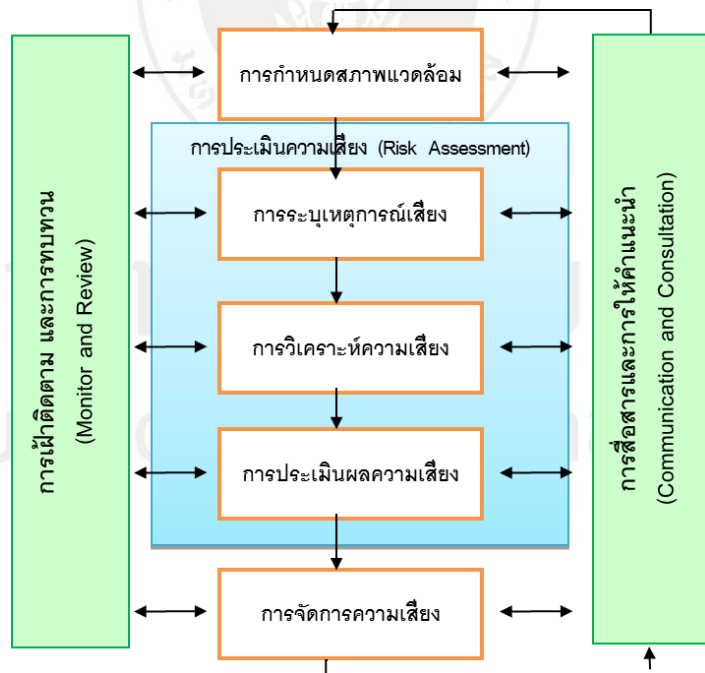 การกำหนดสภาพแวดล้อม
การประเมินความเสี่ยง (Risk Assessment)
การระบุเหตุการณ์เสี่ยง
การวิเคราะห์ความเสี่ยง
การประเมินผลความเสี่ยง
การจัดการความเสี่ยง
การเฝ้าติดตาม และการทบทวน
(Monitor and Review)
การสื่อสารและการให้คำแนะนำ
(Communication and Consultation)